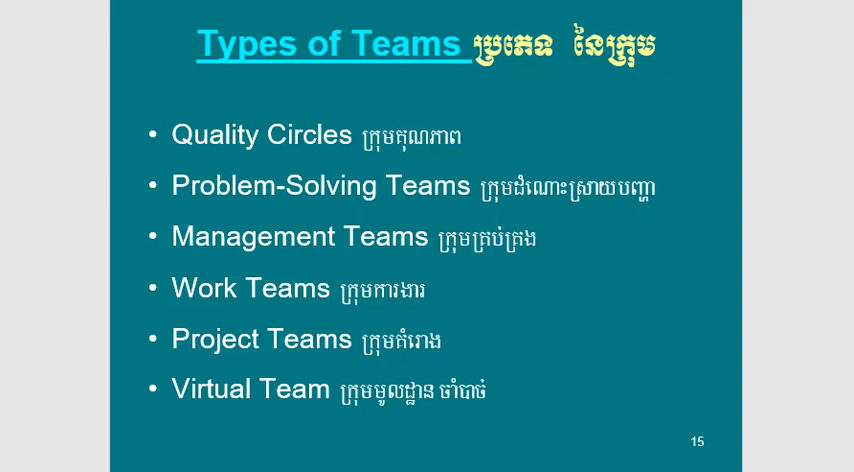 Types of Teams ប្រភេទ នៃក្រុម
• Quality Circles ក្រុមគុណភាព
• Problem-Solving Teams ក្រុមដំណោះស្រាយបញ្ហា
• Management Teams ក្រុមគ្រប់គ្រង
• Work Teams ក្រុមការងារ
• Project Teams ក្រុមគំរោង
• Virtual Team ក្រុមមូលដ្ឋាន ចាំបាច់
15